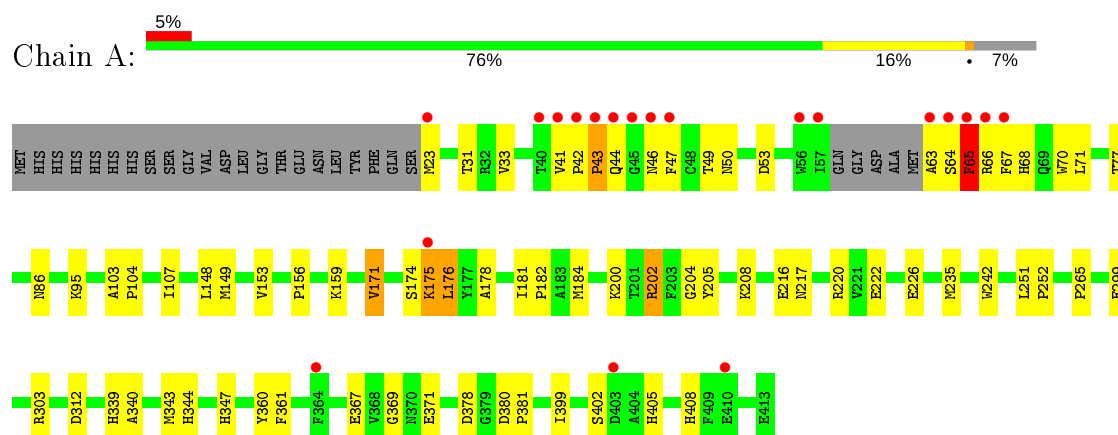 5%
Chain A:
76% 16% • 7%
MET HIS HIS HIS HIS HIS HIS SER SER GLY VAL ASP LEU GLY THR GLU ASN LEU TYR PHE GLN SER M23 T31 R32 V33 T40 V41 P42 P43 Q44 G45 N46 F47 C48 T49 N50 D53 W56 I57 GLN GLY ASP ALA MET A63 S64 F65 R66 F67 H68 Q69 W70 L71 T77
N86 K95 A103 P104 I107 L148 M149 V153 P156 K159 V171 S174 K175 L176 Y177 A178 I181 P182 A183 M184 K200 T201 R202 F203 G204 Y205 K208 E216 N217 R220 V221 E222 E226 M235 W242 L251 P252 P265
R303 D312 H339 A340 M343 H344 H347 Y360 F361 F364 E367 V368 G369 N370 E371 D378 G379 D380 P381 I399 S402 D403 A404 H405 H408 F409 E410 E413